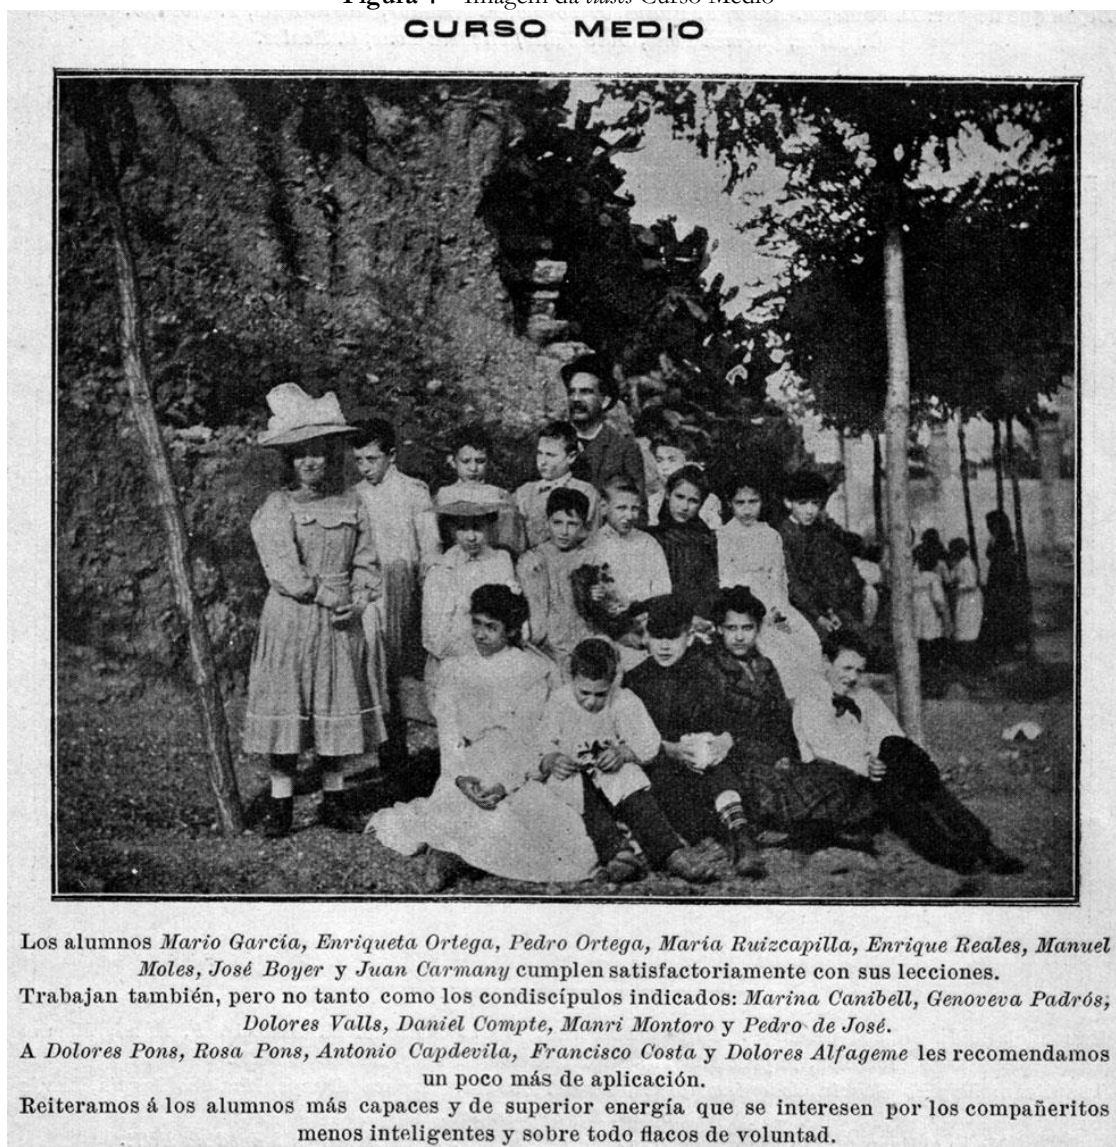 Figura 4 – Imagem da classe Curso Medio
CURSO MEDIO
Los alumnos Mario García, Enriqueta Ortega, Pedro Ortega, María Ruizcapilla, Enrique Reales, Manuel
Moles, José Boyer y Juan Carmany cumplen satisfactoriamente con sus lecciones.
Trabajan también, pero no tanto como los condiscípulos indicados: Marina Canibell, Genoveva Padrós,
Dolores Valls, Daniel Compte, Manri Montoro y Pedro de José.
A Dolores Pons, Rosa Pons, Antonio Capdevila, Francisco Costa y Dolores Alfageme les recomendamos
un poco más de aplicación.
Reiteramos á los alumnos más capaces y de superior energía que se interesen por los compañeritos
menos inteligentes y sobre todo flacos de voluntad.